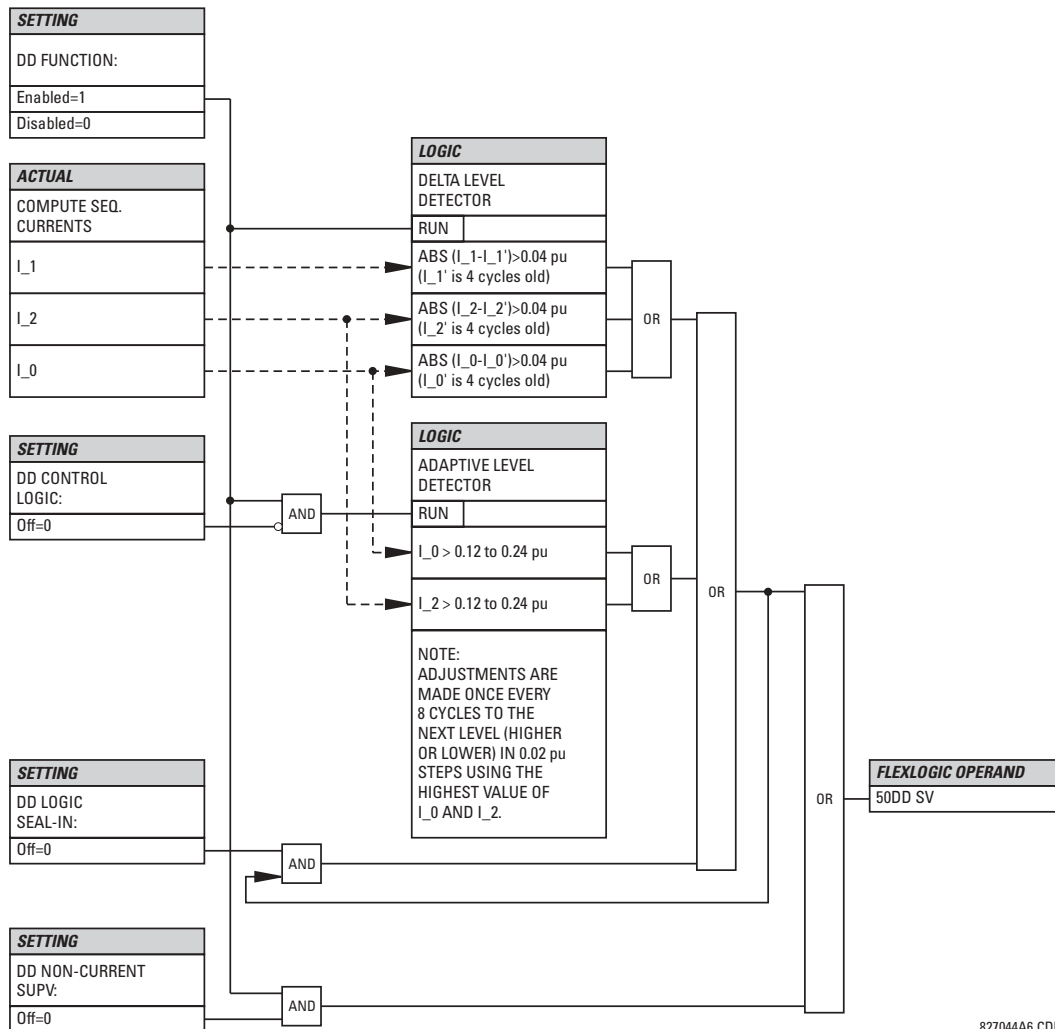 SETTING
DD FUNCTION:
Enabled=1
Disabled=0
ACTUAL
COMPUTE SEQ.
CURRENTS
I_1
I_2
I_0
SETTING
DD CONTROL
LOGIC:
Off=0
AND
LOGIC
DELTA LEVEL
DETECTOR
RUN
ABS (I_1-I_1')>0.04 pu
(I_1' is 4 cycles old)
ABS (I_2-I_2')>0.04 pu
(I_2' is 4 cycles old)
ABS (I_0-I_0')>0.04 pu
(I_0' is 4 cycles old)
OR
LOGIC
ADAPTIVE LEVEL
DETECTOR
RUN
I_0 > 0.12 to 0.24 pu
I_2 > 0.12 to 0.24 pu
NOTE:
ADJUSTMENTS ARE
MADE ONCE EVERY
8 CYCLES TO THE
NEXT LEVEL (HIGHER
OR LOWER) IN 0.02 pu
STEPS USING THE
HIGHEST VALUE OF
I_0 AND I_2.
OR
OR
SETTING
DD LOGIC
SEAL-IN:
Off=0
AND
OR
FLEXLOGIC OPERAND
50DD SV
SETTING
DD NON-CURRENT
SUPV:
Off=0
AND